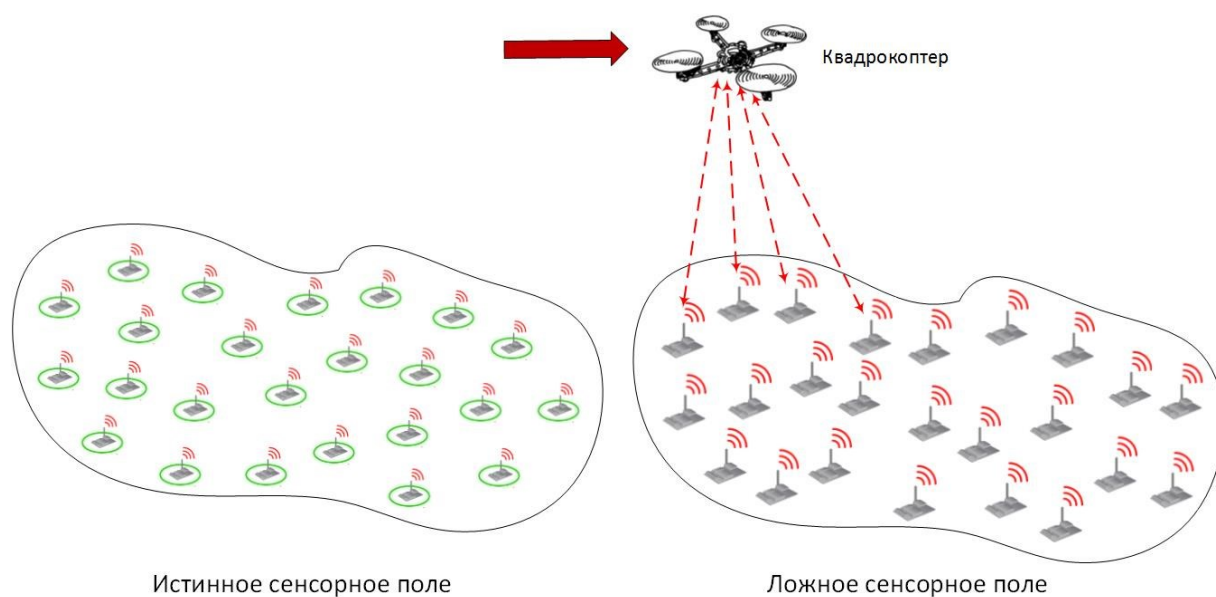 Квадрокоптер
Истинное сенсорное поле
Ложное сенсорное поле